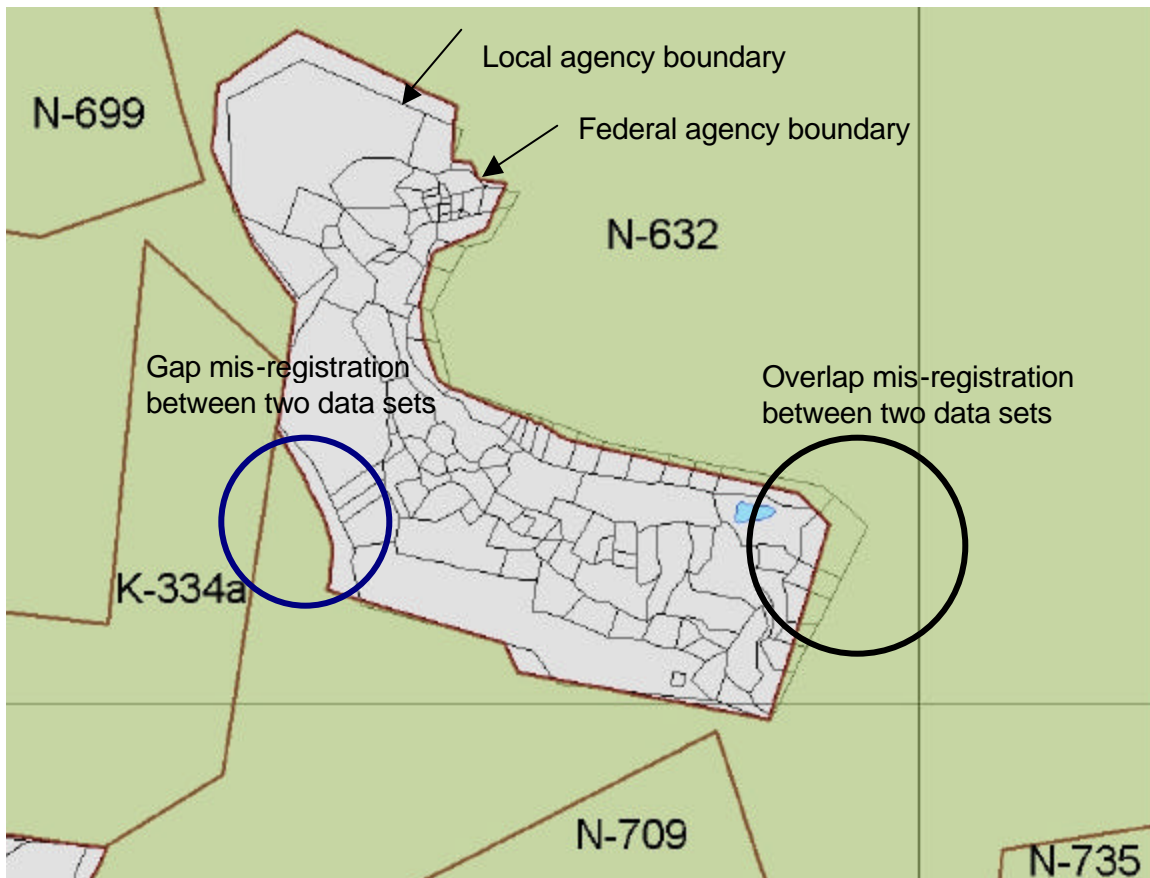 Local agency boundary
N-699
Federal agency boundary
N-632
Gap mis-registration
between two data sets
Overlap mis-registration
between two data sets
K-334a
N-709
N-735